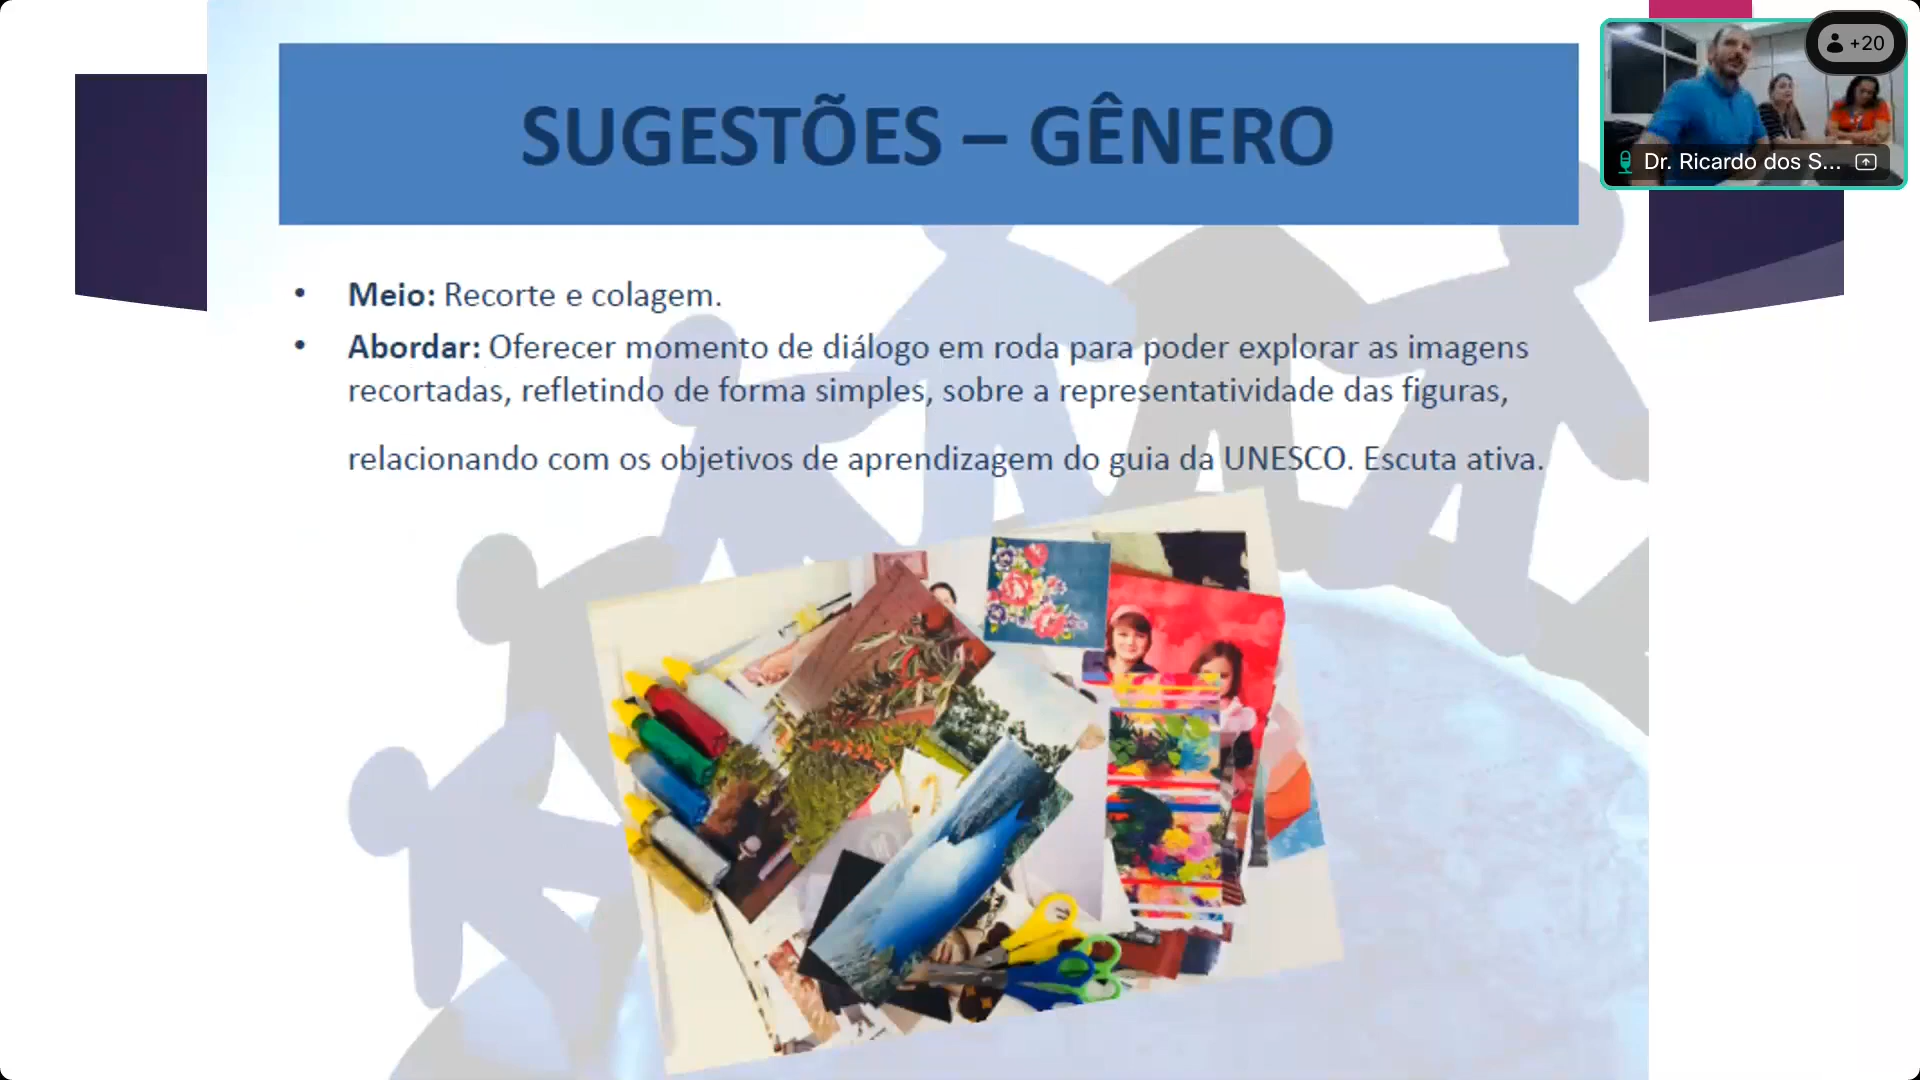 SUGESTÕES – GÊNERO
+20
Dr. Ricardo dos S...
• Meio: Recorte e colagem.
• Abordar: Oferecer momento de diálogo em roda para poder explorar as imagens
recortadas, refletindo de forma simples, sobre a representatividade das figuras,
relacionando com os objetivos de aprendizagem do guia da UNESCO. Escuta ativa.